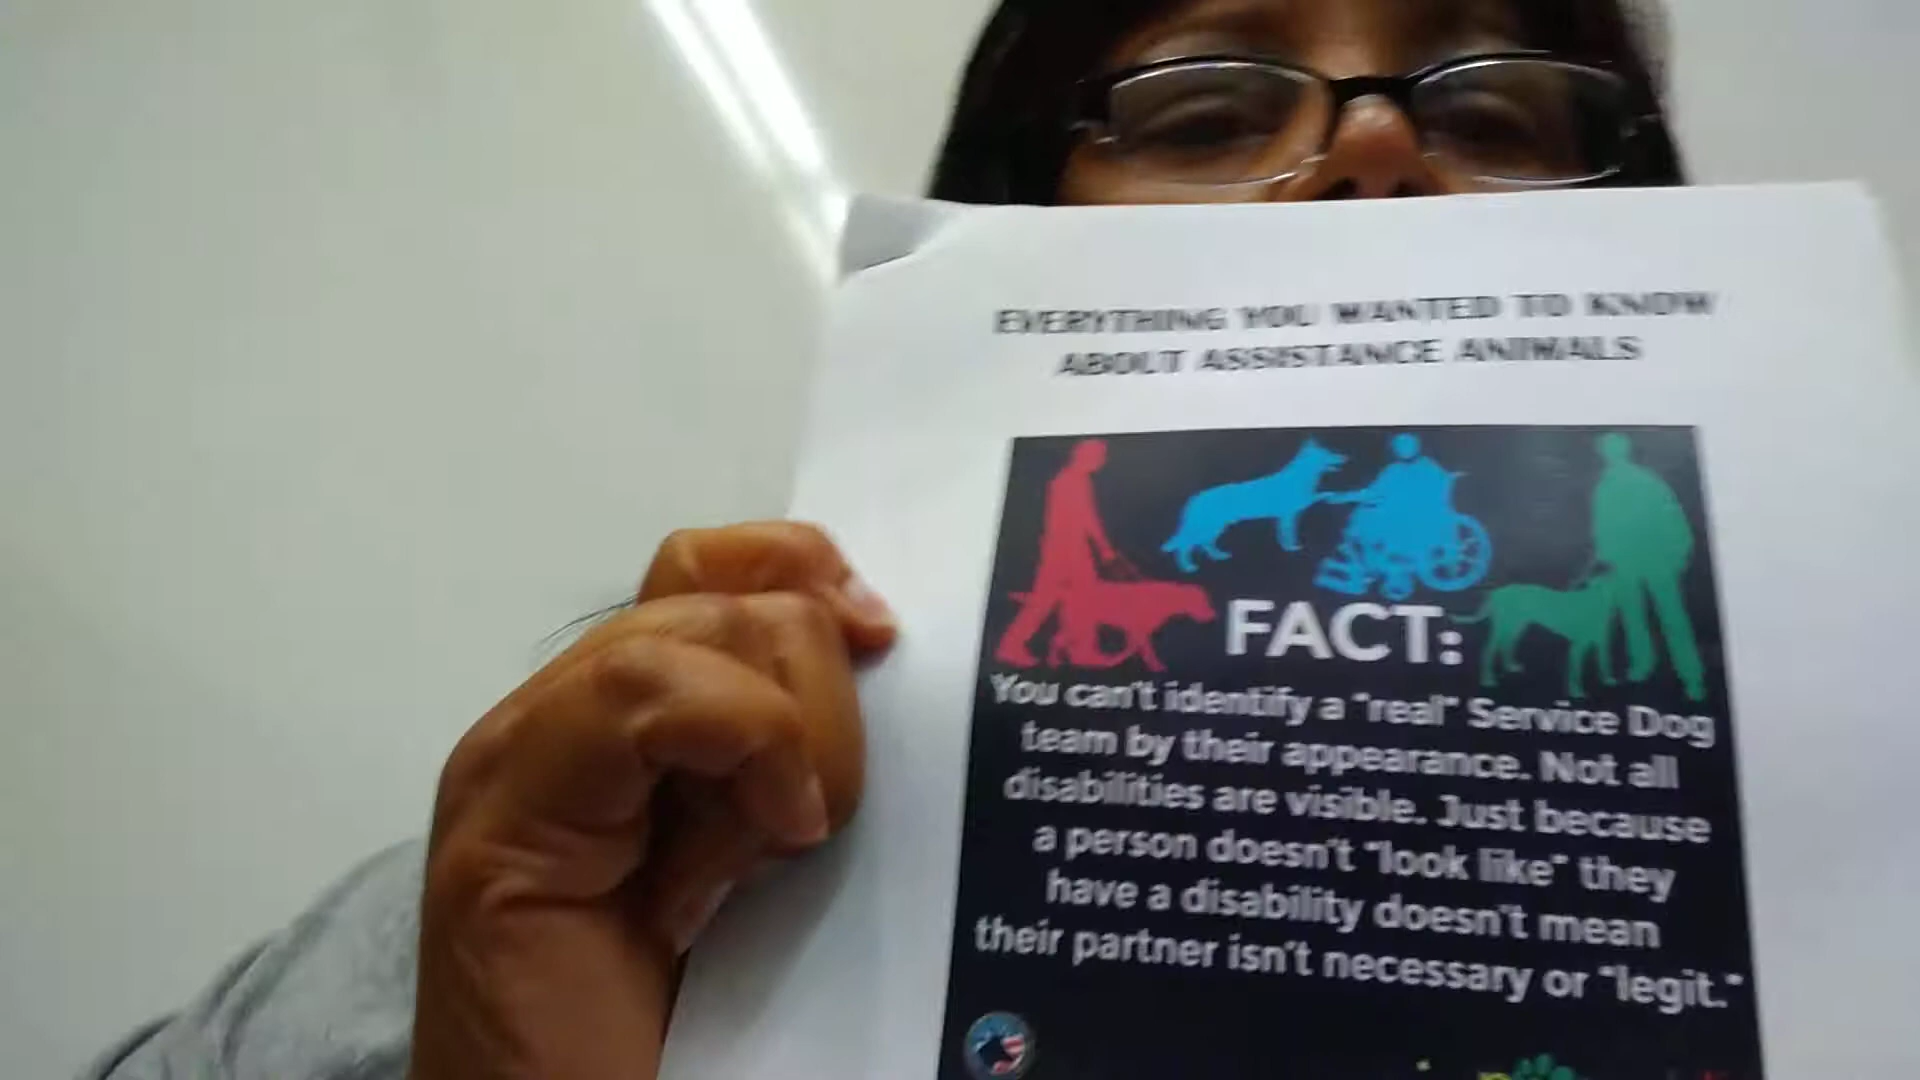 EVERYTHING YOU WANTED TO KNOW
ABOUT ASSISTANCE ANIMALS
FACT:
You can't identify a "real" Service Dog
team by their appearance. Not all
disabilities are visible. Just because
a person doesn't "look like" they
have a disability doesn't mean
their partner isn't necessary or "legit."